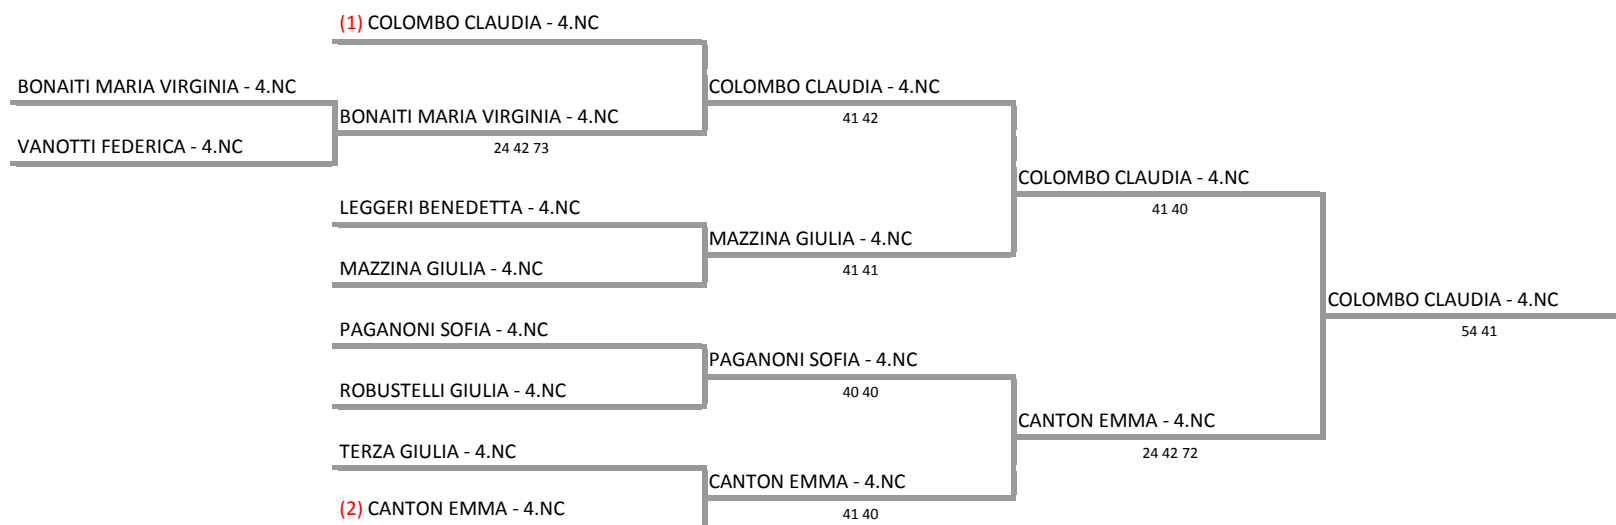 (1) COLOMBO CLAUDIA - 4.NC
BONAITI MARIA VIRGINIA - 4.NC
COLOMBO CLAUDIA - 4.NC
BONAITI MARIA VIRGINIA - 4.NC
41 42
VANOTTI FEDERICA - 4.NC
24 42 73
COLOMBO CLAUDIA - 4.NC
LEGGERI BENEDETTA - 4.NC
41 40
MAZZINA GIULIA - 4.NC
MAZZINA GIULIA - 4.NC
41 41
COLOMBO CLAUDIA - 4.NC
PAGANONI SOFIA - 4.NC
54 41
PAGANONI SOFIA - 4.NC
ROBUSTELLI GIULIA - 4.NC
40 40
CANTON EMMA - 4.NC
TERZA GIULIA - 4.NC
24 42 72
CANTON EMMA - 4.NC
(2) CANTON EMMA - 4.NC
41 40